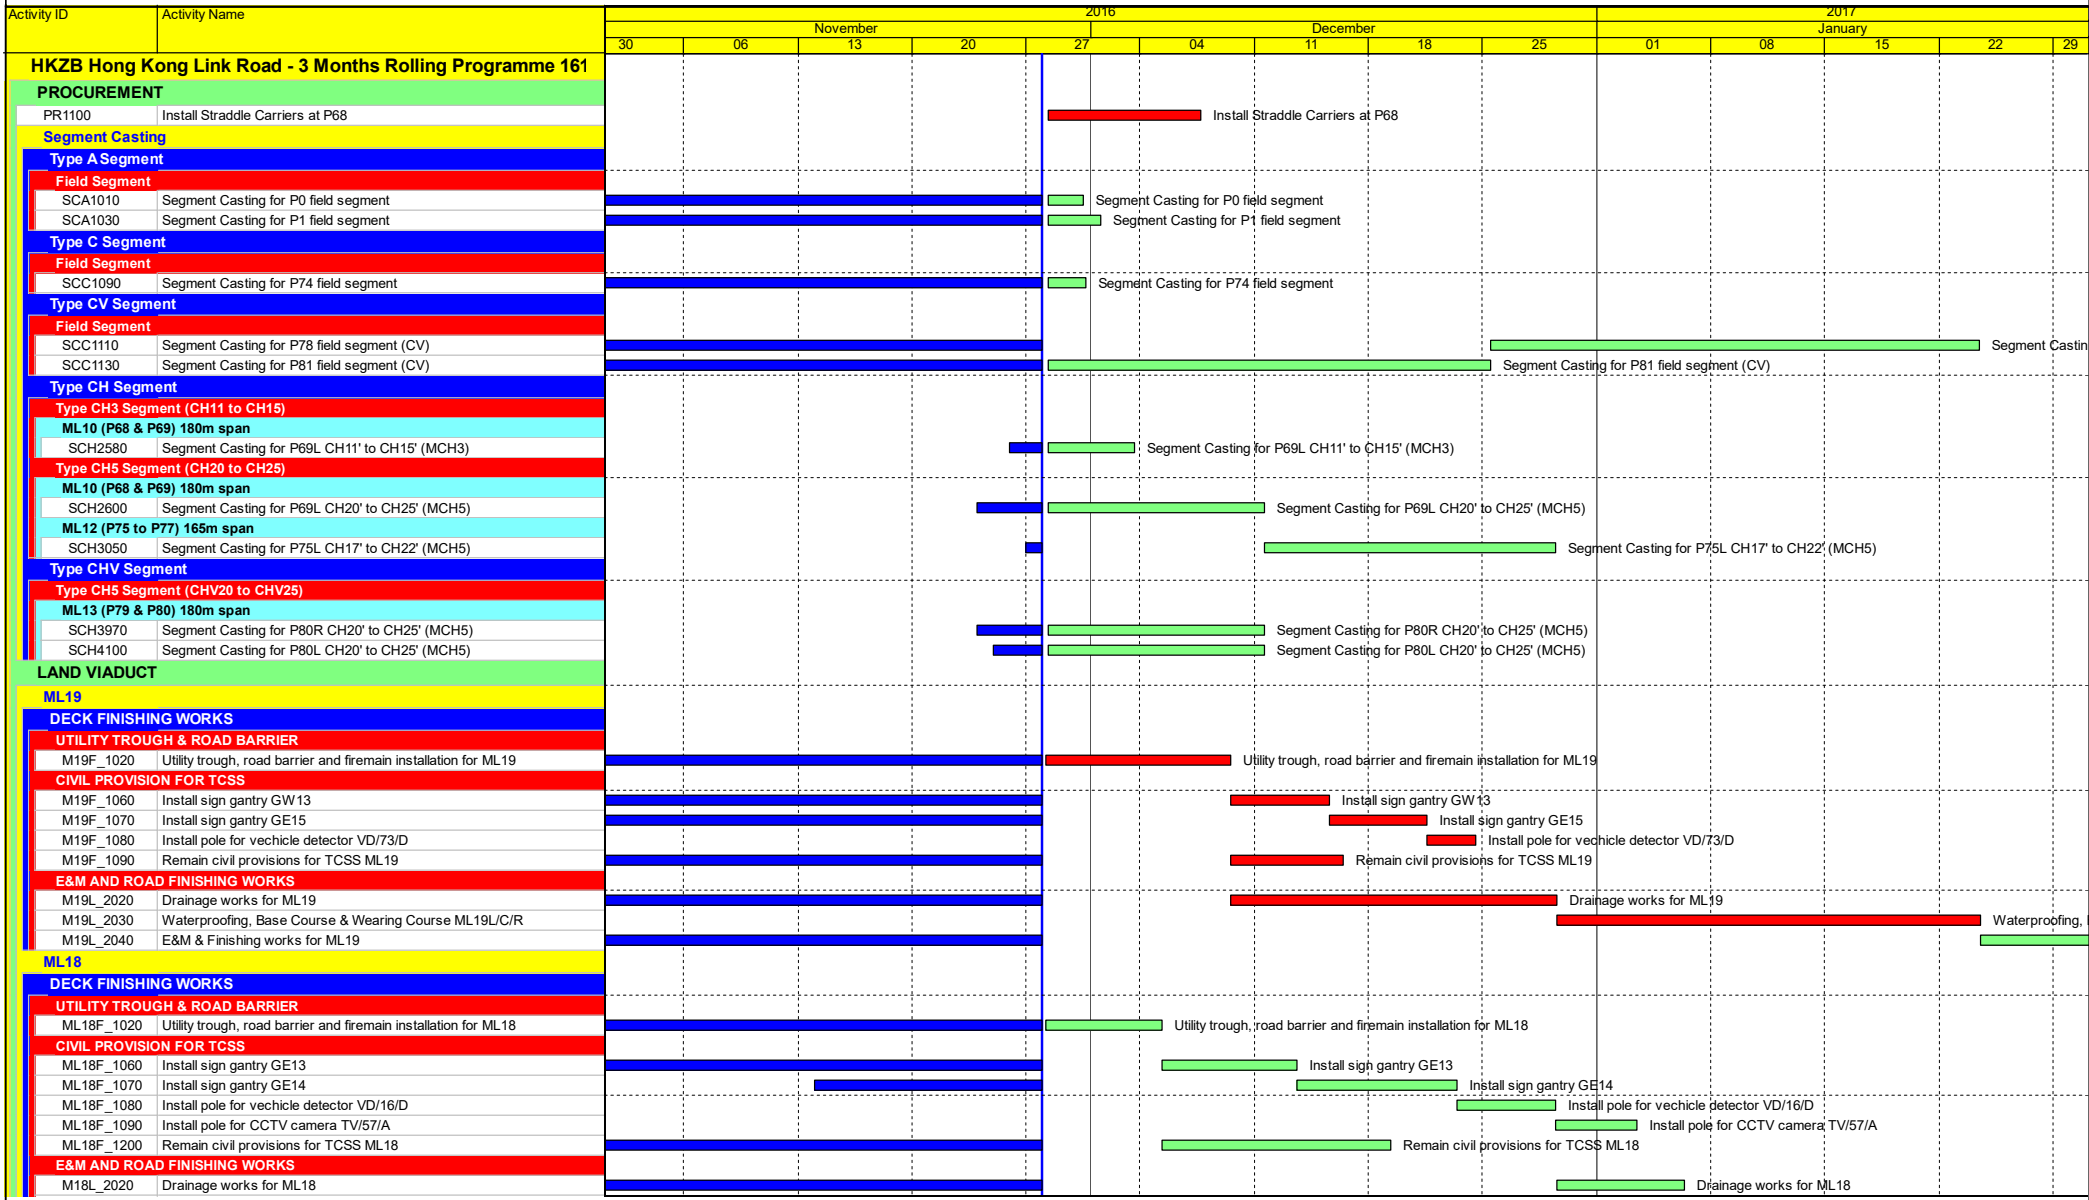 Activity ID Activity Name 2016 2017
November December January
30 06 13 20 27 04 11 18 25 01 08 15 22 29
HKZB Hong Kong Link Road - 3 Months Rolling Programme 161
PROCUREMENT
PR1100 Install Straddle Carriers at P68 Install Straddle Carriers at P68
Segment Casting
Type A Segment
Field Segment
SCA1010 Segment Casting for P0 field segment Segment Casting for P0 field segment
SCA1030 Segment Casting for P1 field segment Segment Casting for P1 field segment
Type C Segment
Field Segment
SCC1090 Segment Casting for P74 field segment Segment Casting for P74 field segment
Type CV Segment
Field Segment
SCC1110 Segment Casting for P78 field segment (CV) Segment Castin
SCC1130 Segment Casting for P81 field segment (CV) Segment Casting for P81 field segment (CV)
Type CH Segment
Type CH3 Segment (CH11 to CH15)
ML10 (P68 & P69) 180m span
SCH2580 Segment Casting for P69L CH11' to CH15' (MCH3) Segment Casting for P69L CH11' to CH15' (MCH3)
Type CH5 Segment (CH20 to CH25)
ML10 (P68 & P69) 180m span
SCH2600 Segment Casting for P69L CH20' to CH25' (MCH5) Segment Casting for P69L CH20' to CH25' (MCH5)
ML12 (P75 to P77) 165m span
SCH3050 Segment Casting for P75L CH17' to CH22' (MCH5) Segment Casting for P75L CH17' to CH22' (MCH5)
Type CHV Segment
Type CH5 Segment (CHV20 to CHV25)
ML13 (P79 & P80) 180m span
SCH3970 Segment Casting for P80R CH20' to CH25' (MCH5) Segment Casting for P80R CH20' to CH25' (MCH5)
SCH4100 Segment Casting for P80L CH20' to CH25' (MCH5) Segment Casting for P80L CH20' to CH25' (MCH5)
LAND VIADUCT
ML19
DECK FINISHING WORKS
UTILITY TROUGH & ROAD BARRIER
M19F_1020 Utility trough, road barrier and firemain installation for ML19 Utility trough, road barrier and firemain installation for ML19
CIVIL PROVISION FOR TCSS
M19F_1060 Install sign gantry GW13 Install sign gantry GW13
M19F_1070 Install sign gantry GE15 Install sign gantry GE15
M19F_1080 Install pole for vechicle detector VD/73/D Install pole for vechicle detector VD/73/D
M19F_1090 Remain civil provisions for TCSS ML19 Remain civil provisions for TCSS ML19
E&M AND ROAD FINISHING WORKS
M19L_2020 Drainage works for ML19 Drainage works for ML19
M19L_2030 Waterproofing, Base Course & Wearing Course ML19L/C/R Waterproofing,
M19L_2040 E&M & Finishing works for ML19
ML18
DECK FINISHING WORKS
UTILITY TROUGH & ROAD BARRIER
ML18F_1020 Utility trough, road barrier and firemain installation for ML18 Utility trough, road barrier and firemain installation for ML18
CIVIL PROVISION FOR TCSS
ML18F_1060 Install sign gantry GE13 Install sign gantry GE13
ML18F_1070 Install sign gantry GE14 Install sign gantry GE14
ML18F_1080 Install pole for vechicle detector VD/16/D Install pole for vechicle detector VD/16/D
ML18F_1090 Install pole for CCTV camera TV/57/A Install pole for CCTV camera TV/57/A
ML18F_1200 Remain civil provisions for TCSS ML18 Remain civil provisions for TCSS ML18
E&M AND ROAD FINISHING WORKS
M18L_2020 Drainage works for ML18 Drainage works for ML18